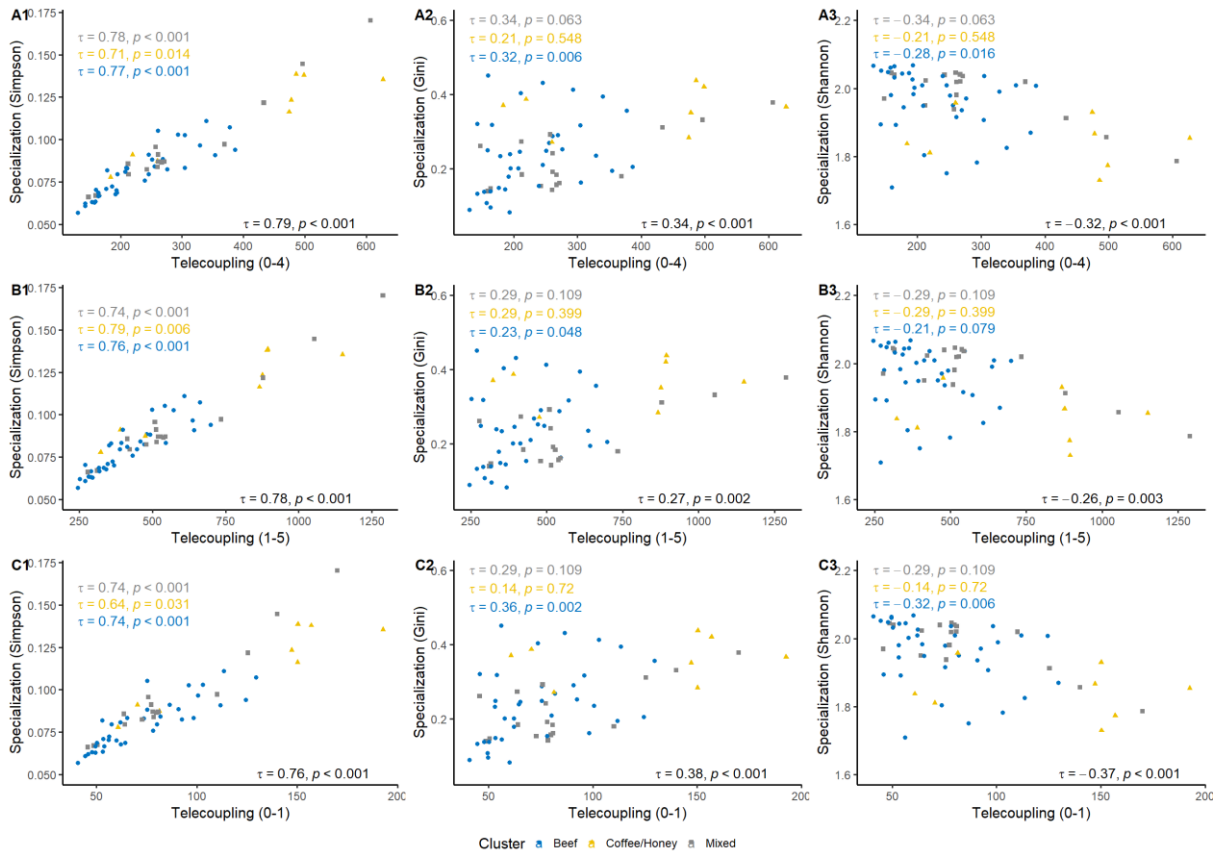 A1
τ = 0.78, p < 0.001
τ = 0.71, p = 0.014
τ = 0.77, p < 0.001
τ = 0.79, p < 0.001
Specialization (Simpson)
0.175
0.150
0.125
0.100
0.075
0.050
200
300
400
500
600
Telecoupling (0-4)
A2
τ = 0.34, p = 0.063
τ = 0.21, p = 0.548
τ = 0.32, p = 0.006
τ = 0.34, p < 0.001
Specialization (Gini)
0.6
0.4
0.2
200
300
400
500
600
Telecoupling (0-4)
A3
τ = −0.34, p = 0.063
τ = −0.21, p = 0.548
τ = −0.28, p = 0.016
τ = −0.32, p < 0.001
Specialization (Shannon)
2.2
2.0
1.8
1.6
200
300
400
500
600
Telecoupling (0-4)
B1
τ = 0.74, p < 0.001
τ = 0.79, p = 0.006
τ = 0.76, p < 0.001
τ = 0.78, p < 0.001
Specialization (Simpson)
0.175
0.150
0.125
0.100
0.075
0.050
250
500
750
1000
1250
Telecoupling (1-5)
B2
τ = 0.29, p = 0.109
τ = 0.29, p = 0.399
τ = 0.23, p = 0.048
τ = 0.27, p = 0.002
Specialization (Gini)
0.6
0.4
0.2
250
500
750
1000
1250
Telecoupling (1-5)
B3
τ = −0.29, p = 0.109
τ = −0.29, p = 0.399
τ = −0.21, p = 0.079
τ = −0.26, p = 0.003
Specialization (Shannon)
2.2
2.0
1.8
1.6
250
500
750
1000
1250
Telecoupling (1-5)
C1
τ = 0.74, p < 0.001
τ = 0.64, p = 0.031
τ = 0.74, p < 0.001
τ = 0.76, p < 0.001
Specialization (Simpson)
0.175
0.150
0.125
0.100
0.075
0.050
50
100
150
200
Telecoupling (0-1)
C2
τ = 0.29, p = 0.109
τ = 0.14, p = 0.72
τ = 0.36, p = 0.002
τ = 0.38, p < 0.001
Specialization (Gini)
0.6
0.4
0.2
50
100
150
200
Telecoupling (0-1)
C3
τ = −0.29, p = 0.109
τ = −0.14, p = 0.72
τ = −0.32, p = 0.006
τ = −0.37, p < 0.001
Specialization (Shannon)
2.2
2.0
1.8
1.6
50
100
150
200
Telecoupling (0-1)
Cluster Beef Coffee/Honey Mixed